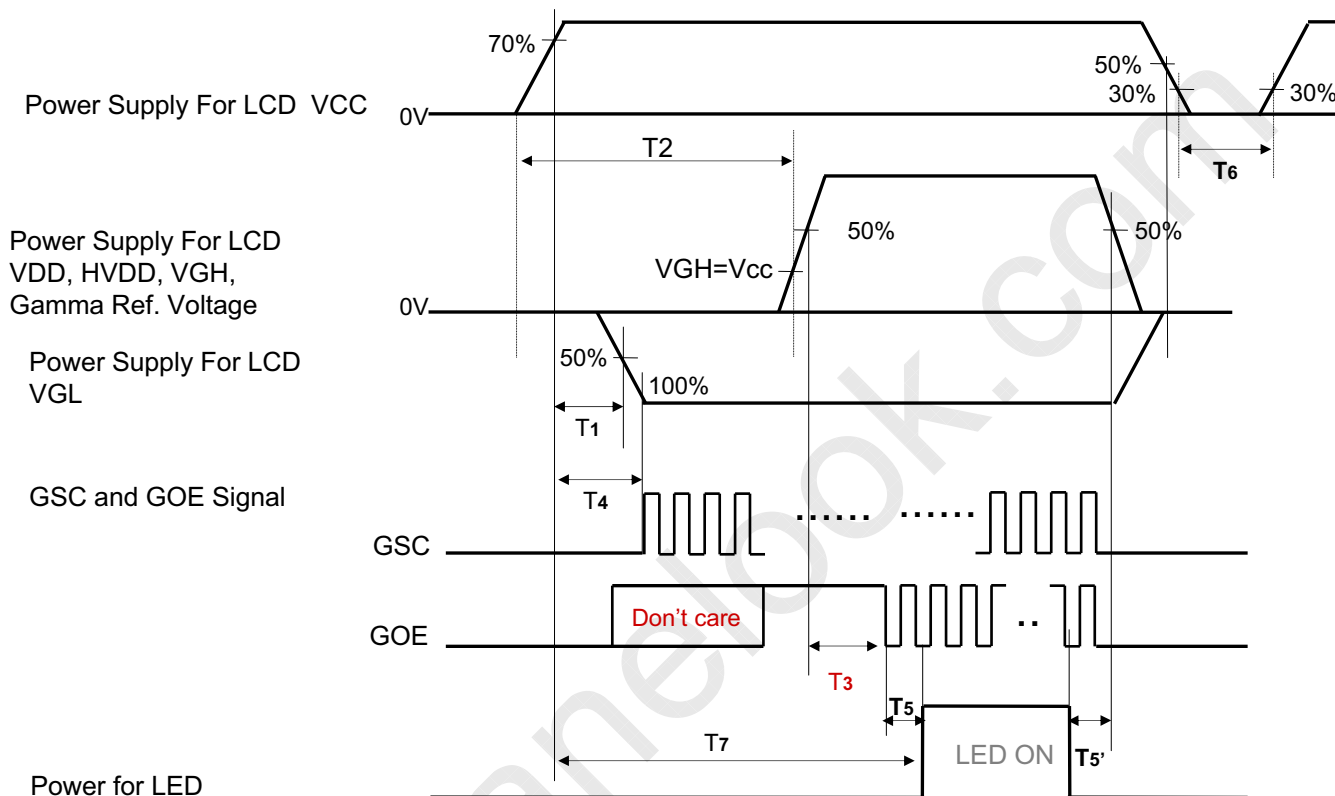 70%
50%
30%
30%
Power Supply For LCD VCC
0V
T2
T6
Power Supply For LCD
VDD, HVDD, VGH,
Gamma Ref. Voltage
50%
50%
VGH=Vcc
0V
Power Supply For LCD
VGL
50%
100%
T1
GSC and GOE Signal
T4
GSC
Don't care
GOE
T3
T5
T7
LED ON
T5'
Power for LED
anelook.com